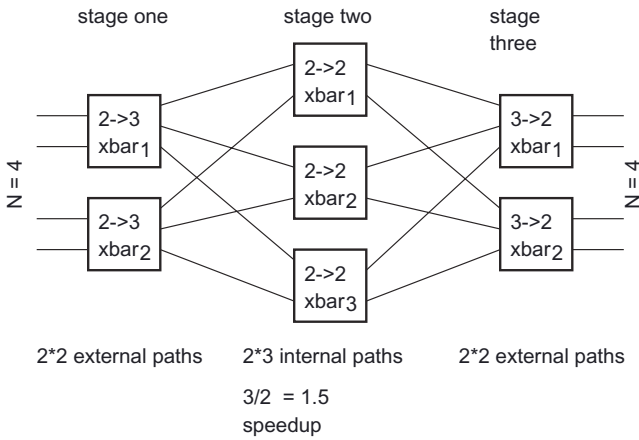 stage one
stage two
stage
three
2->2
xbar1
2->3
xbar1
3->2
xbar1
N = 4
2->2
xbar2
N = 4
2->3
xbar2
3->2
xbar2
2->2
xbar3
2*2 external paths
2*3 internal paths
2*2 external paths
3/2 = 1.5
speedup